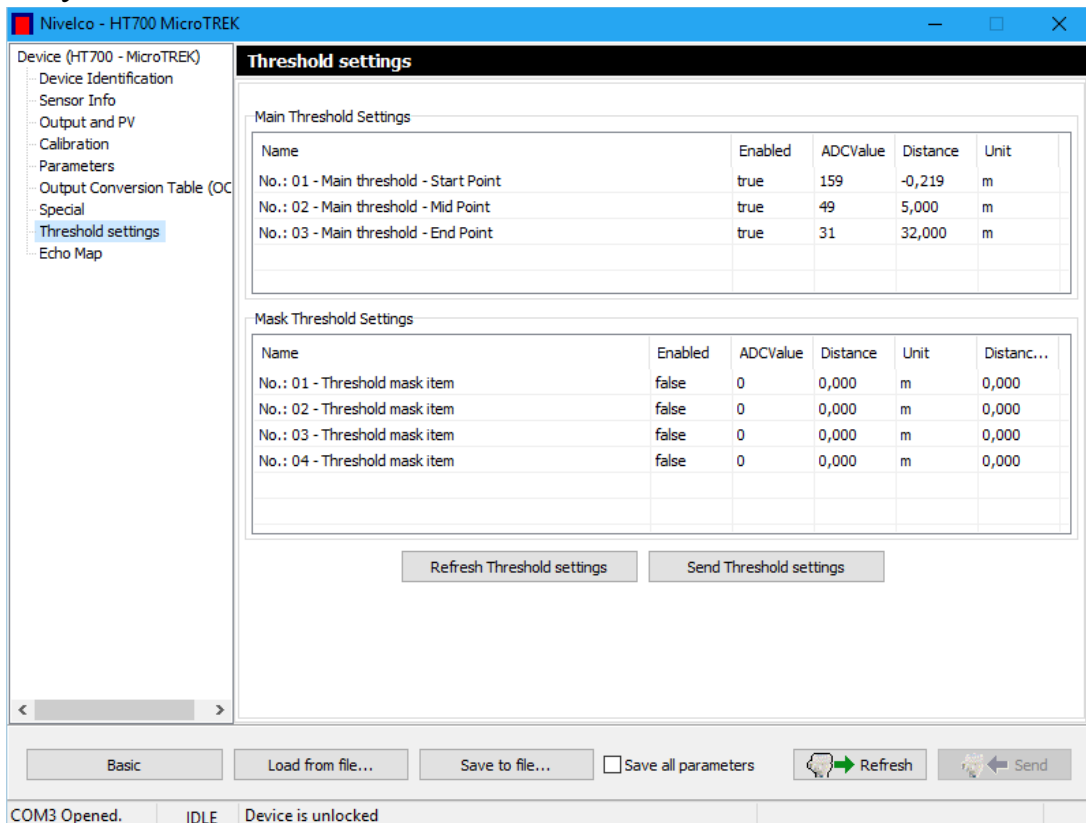 Nivelco - HT700 MicroTREK
Device (HT700 - MicroTREK)
Device Identification
Sensor Info
Output and PV
Calibration
Parameters
Output Conversion Table (OC
Special
Threshold settings
Echo Map
Threshold settings
Main Threshold Settings
Name Enabled ADCValue Distance Unit
No.: 01 - Main threshold - Start Point true 159 -0,219 m
No.: 02 - Main threshold - Mid Point true 49 5,000 m
No.: 03 - Main threshold - End Point true 31 32,000 m
Mask Threshold Settings
Name Enabled ADCValue Distance Unit Distanc...
No.: 01 - Threshold mask item false 0 0,000 m 0,000
No.: 02 - Threshold mask item false 0 0,000 m 0,000
No.: 03 - Threshold mask item false 0 0,000 m 0,000
No.: 04 - Threshold mask item false 0 0,000 m 0,000
Refresh Threshold settings Send Threshold settings
Basic Load from file... Save to file... Save all parameters Refresh Send
COM3 Opened. IDLE Device is unlocked